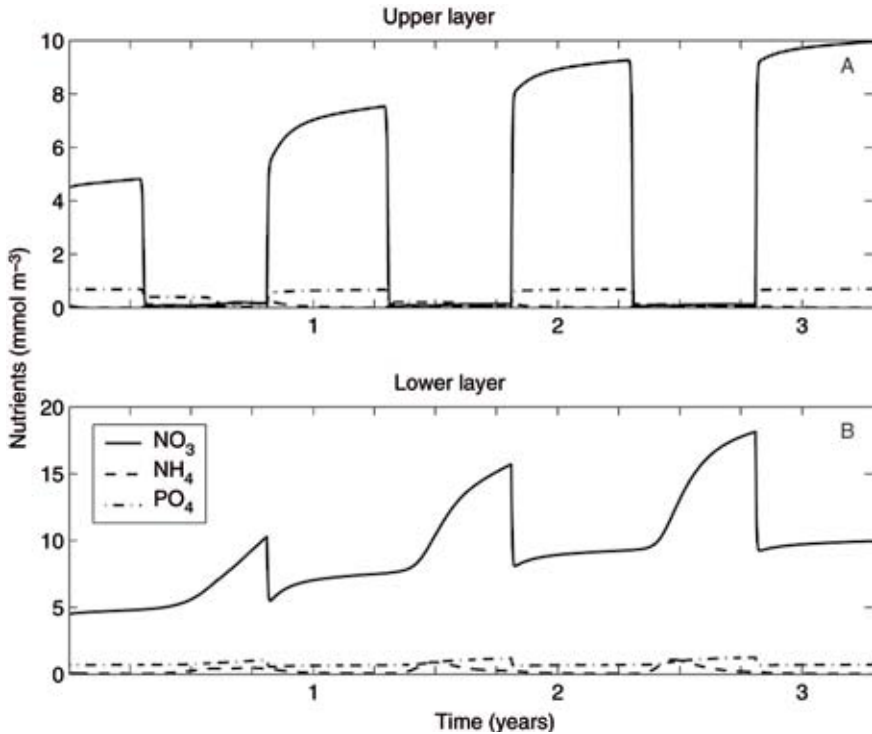 Upper layer
10
8
6
4
2
0
A
1
2
3
Nutrients (mmol m⁻³)
Lower layer
20
15
10
5
0
B
NO₃
NH₄
PO₄
1
2
3
Time (years)